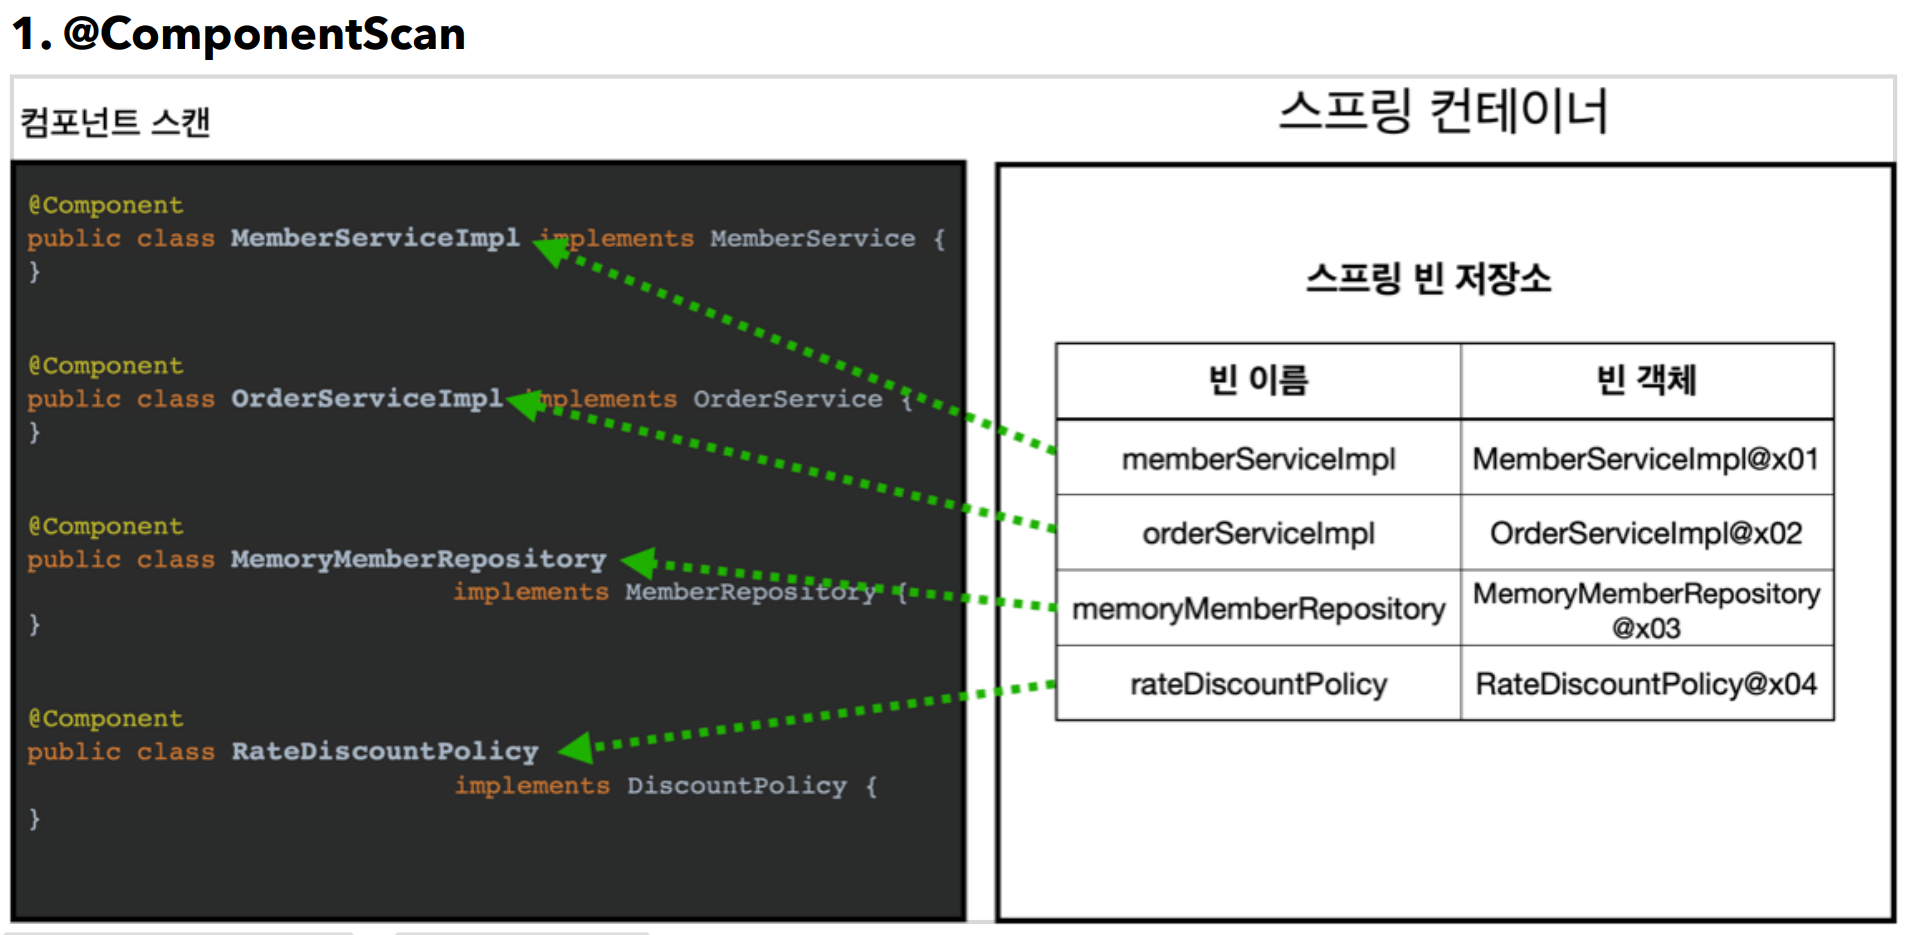 1. @ComponentScan
컴포넌트 스캔
@Component
public class MemberServiceImpl implements MemberService {
}
@Component
public class OrderServiceImpl implements OrderService {
}
@Component
public class MemoryMemberRepository
implements MemberRepository {
}
@Component
public class RateDiscountPolicy
implements DiscountPolicy {
}
스프링 컨테이너
스프링 빈 저장소
빈 이름 빈 객체
memberServiceImpl MemberServiceImpl@x01
orderServiceImpl OrderServiceImpl@x02
memoryMemberRepository MemoryMemberRepository
@x03
rateDiscountPolicy RateDiscountPolicy@x04